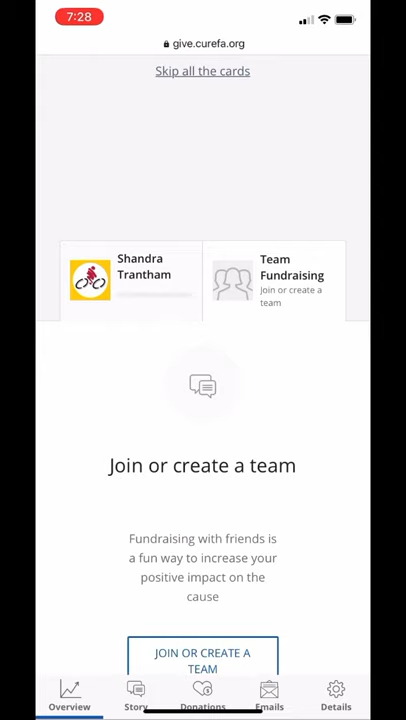 7:28
give.curefa.org
Skip all the cards
Shandra
Trantham
Team
Fundraising
Join or create a
team
Join or create a team
Fundraising with friends is
a fun way to increase your
positive impact on the
cause
JOIN OR CREATE A
TEAM
Overview
Story
Donations
Emails
Details